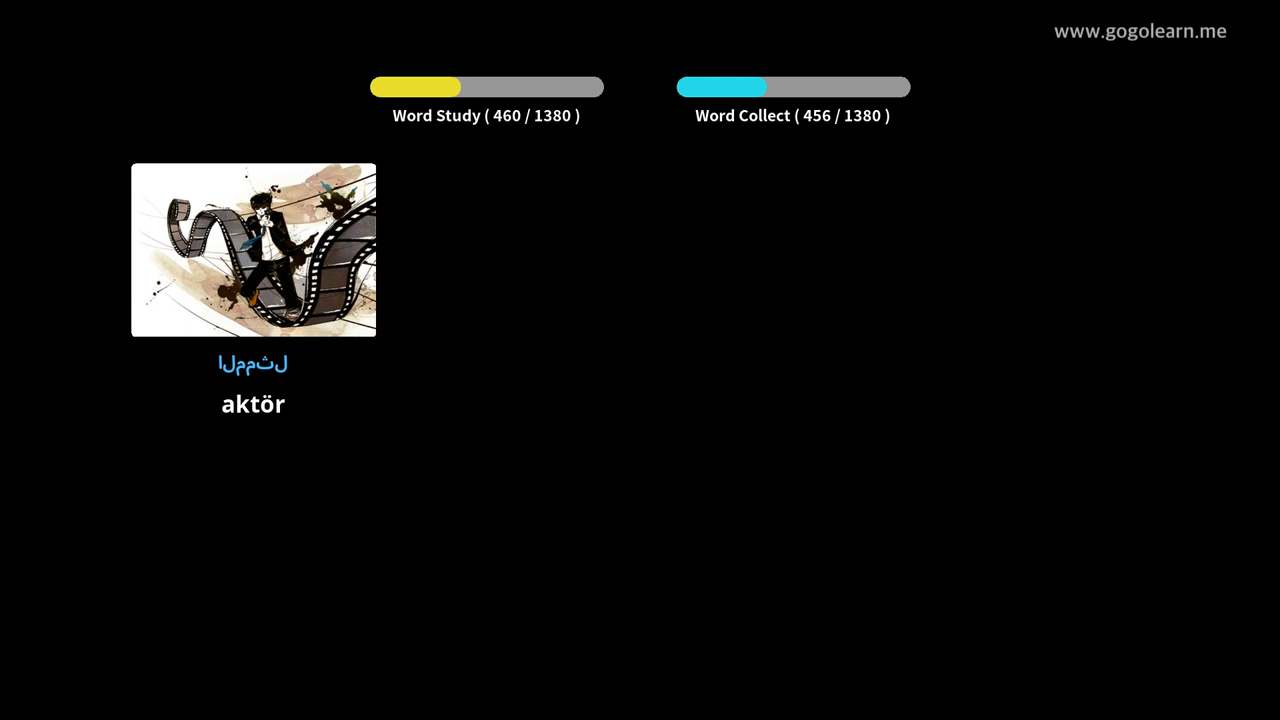 www.gogolearn.me
Word Study ( 460 / 1380 )
Word Collect ( 456 / 1380 )
الممثل
aktör